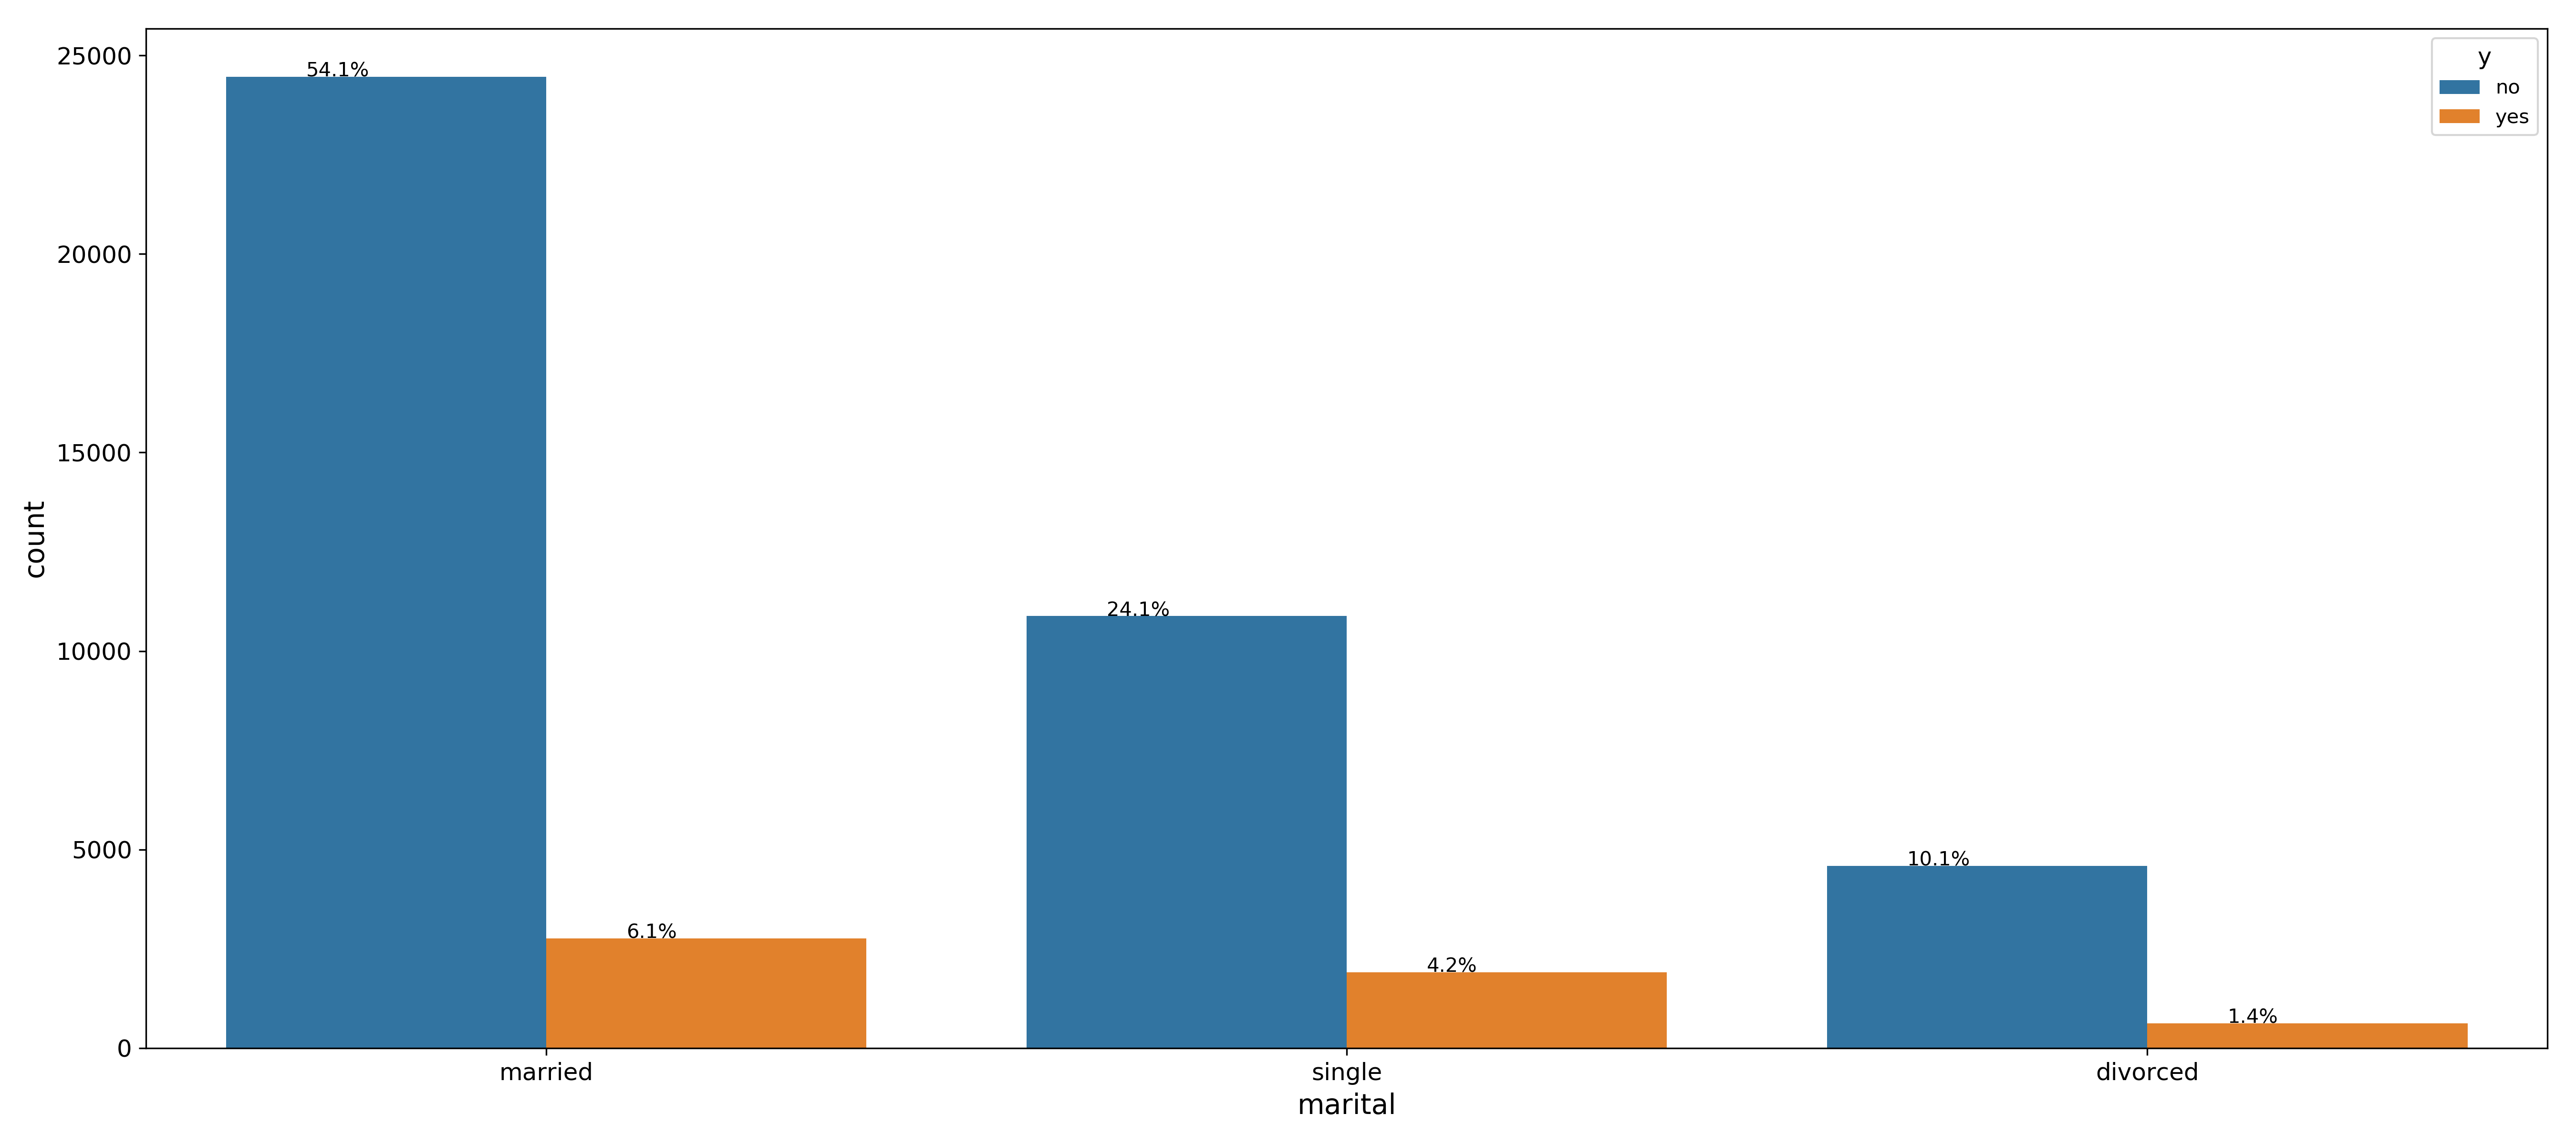 25000
20000
15000
10000
5000
0
count
54.1%
6.1%
24.1%
4.2%
10.1%
1.4%
married
single
divorced
marital
y
no
yes